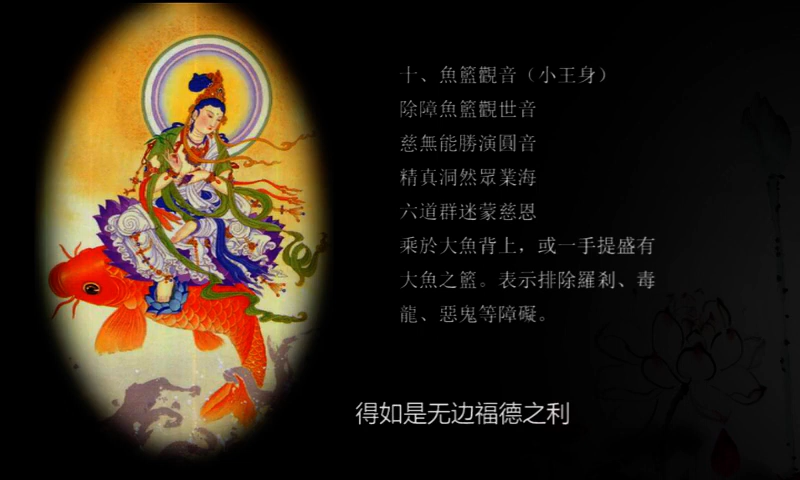 十、魚籃觀音（小王身）
除障魚籃觀世音
慈無能勝演圓音
精真洞然眾業海
六道群迷蒙慈恩
乘於大魚背上，或一手提盛有
大魚之籃。表示排除羅剎、毒
龍、惡鬼等障礙。
得如是无边福德之利